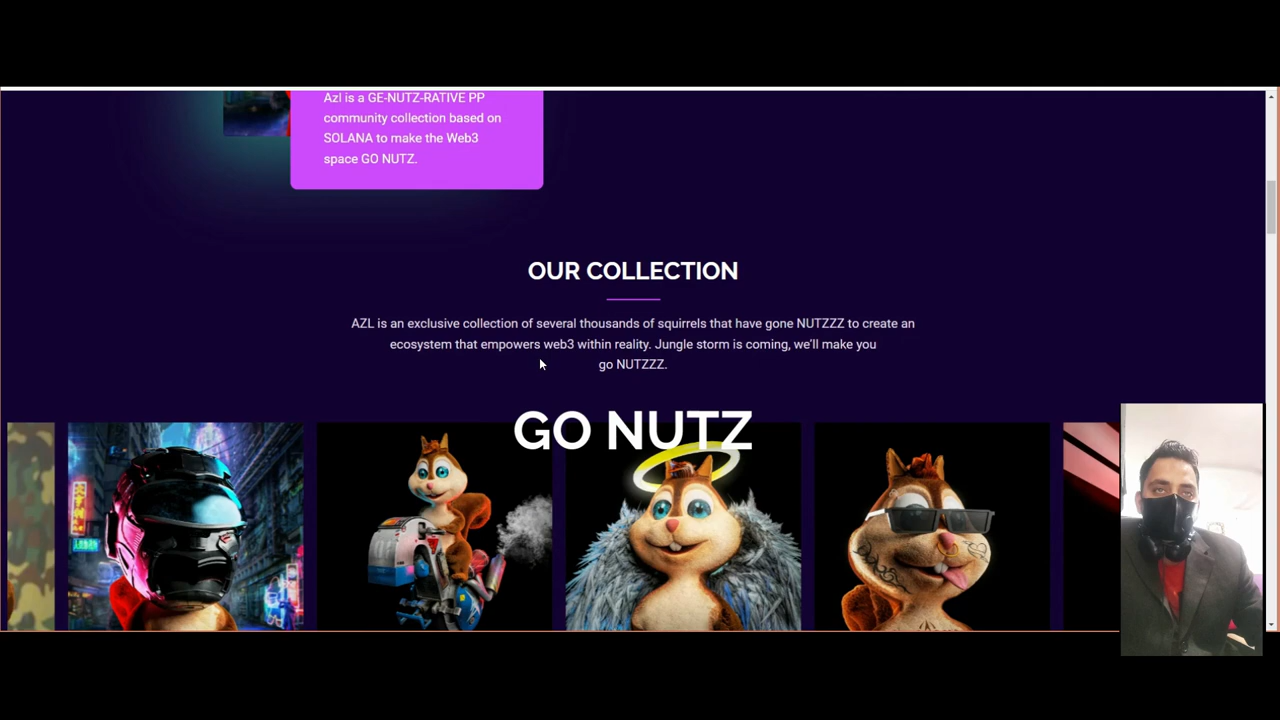 Azl is a GE-NUTZ-RATIVE PP
community collection based on
SOLANA to make the Web3
space GO NUTZ.
OUR COLLECTION
AZL is an exclusive collection of several thousands of squirrels that have gone NUTZZZ to create an
ecosystem that empowers web3 within reality. Jungle storm is coming, we'll make you
go NUTZZZ.
GO NUTZ